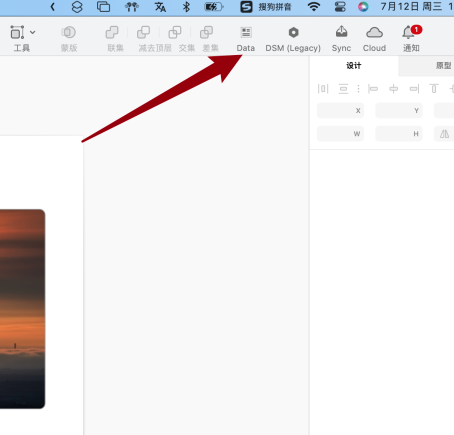 7月12日 周三 1
搜狗拼音
工具 蒙版 联集 减去顶层 交集 差集 Data DSM (Legacy) Sync Cloud 通知
1
设计 原型
X Y
W H